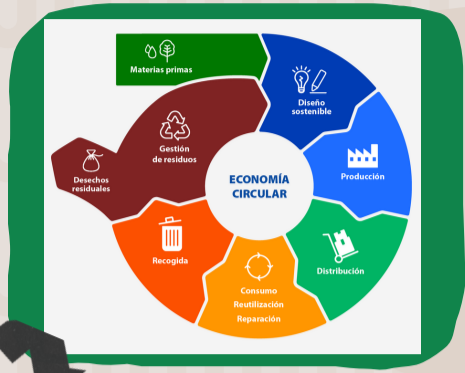 Materias primas
Diseño
sostenible
Producción
Distribución
Consumo
Reutilización
Reparación
Recogida
Gestión
de residuos
Desechos
residuales
ECONOMÍA
CIRCULAR